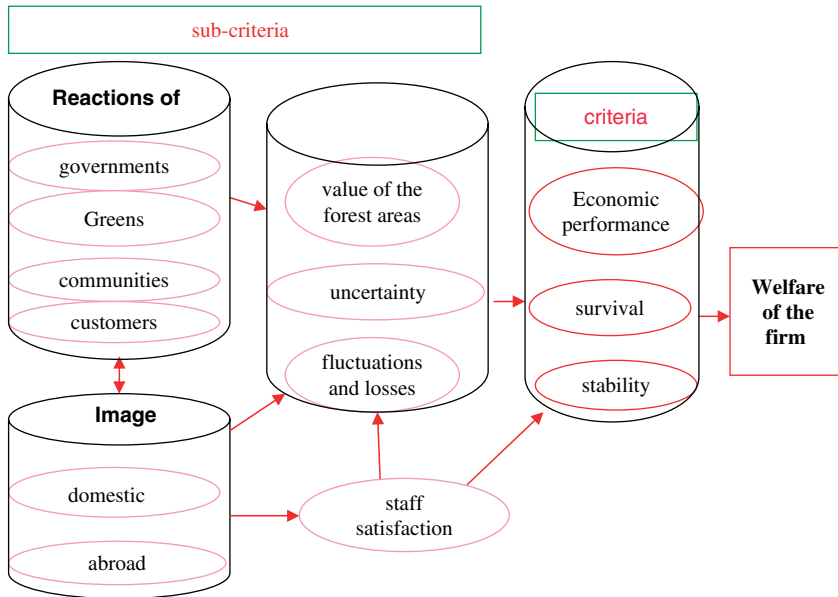 sub-criteria
Reactions of
governments
Greens
communities
customers
Image
domestic
abroad
value of the
forest areas
uncertainty
fluctuations
and losses
staff
satisfaction
criteria
Economic
performance
survival
stability
Welfare
of the
firm